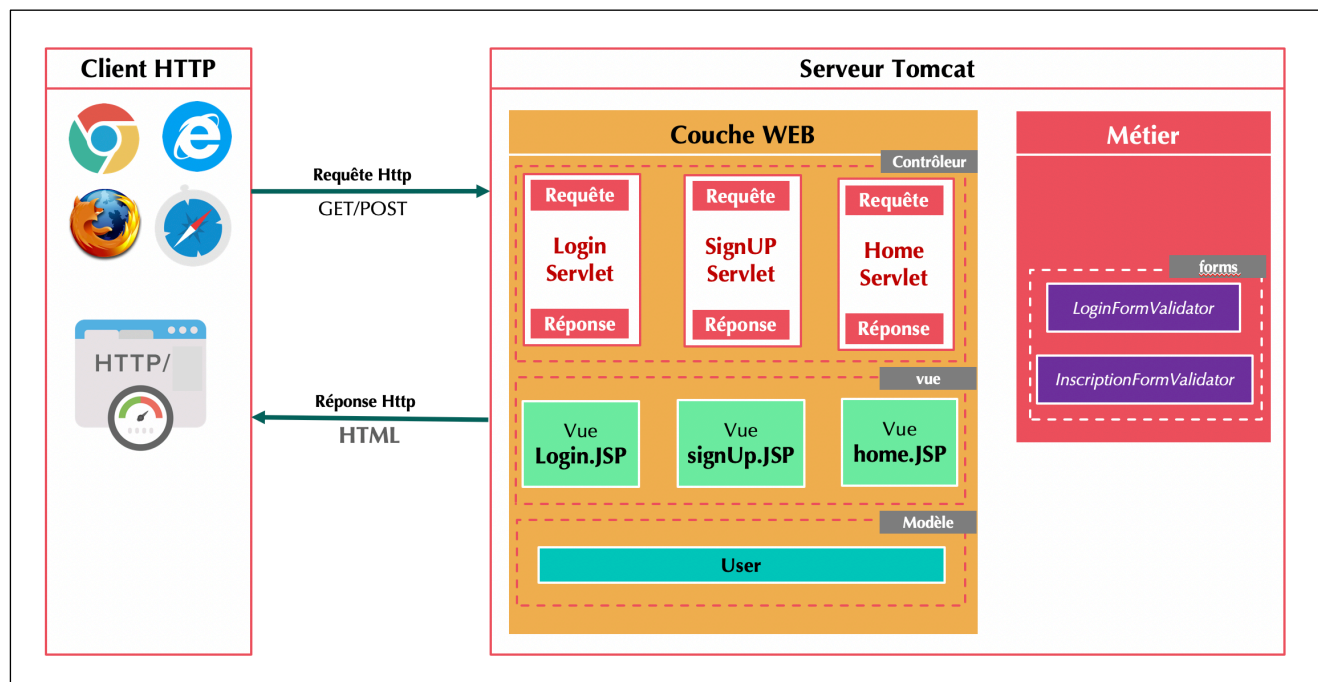 Client HTTP
HTTP/
Requête Http
GET/POST
Réponse Http
HTML
Serveur Tomcat
Couche WEB
Contrôleur
Requête
Login
Servlet
Réponse
Requête
SignUP
Servlet
Réponse
Requête
Home
Servlet
Réponse
vue
Vue
Login.JSP
Vue
signUp.JSP
Vue
home.JSP
Modèle
User
Métier
forms
LoginFormValidator
InscriptionFormValidator